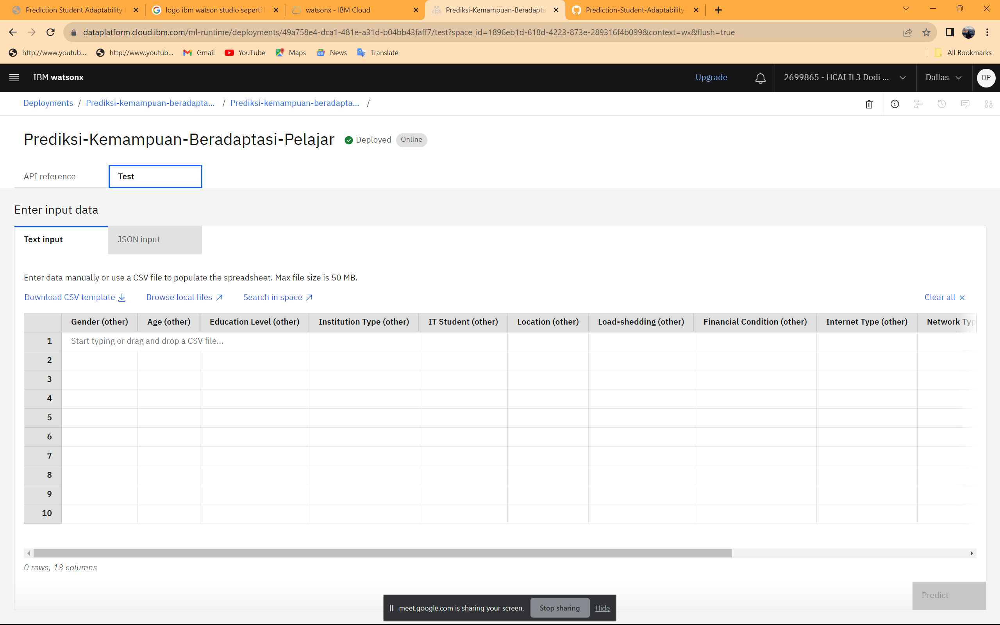 Prediction Student Adaptability
logo ibm watson studio seperti
watsonx - IBM Cloud
Prediksi-Kemampuan-Beradapta
Prediction-Student-Adaptability-
dataplatform.cloud.ibm.com/ml-runtime/deployments/49a758e4-dca1-481e-a31d-b04bb43faff7/test?space_id=1896eb1d-618d-4223-873e-289316f4b099&context=wx&flush=true
http://www.youtub...
http://www.youtub...
Gmail
YouTube
Maps
News
Translate
All Bookmarks
IBM watsonx
Upgrade
2699865 - HCAI IL3 Dodi ...
Dallas
DP
Deployments / Prediksi-kemampuan-beradapta... / Prediksi-kemampuan-beradapta... /
Prediksi-Kemampuan-Beradaptasi-Pelajar
Deployed
Online
API reference
Test
Enter input data
Text input
JSON input
Enter data manually or use a CSV file to populate the spreadsheet. Max file size is 50 MB.
Download CSV template
Browse local files
Search in space
Clear all
Gender (other)
Age (other)
Education Level (other)
Institution Type (other)
IT Student (other)
Location (other)
Load-shedding (other)
Financial Condition (other)
Internet Type (other)
Network Typ
1
Start typing or drag and drop a CSV file...
2
3
4
5
6
7
8
9
10
0 rows, 13 columns
Predict
meet.google.com is sharing your screen.
Stop sharing
Hide